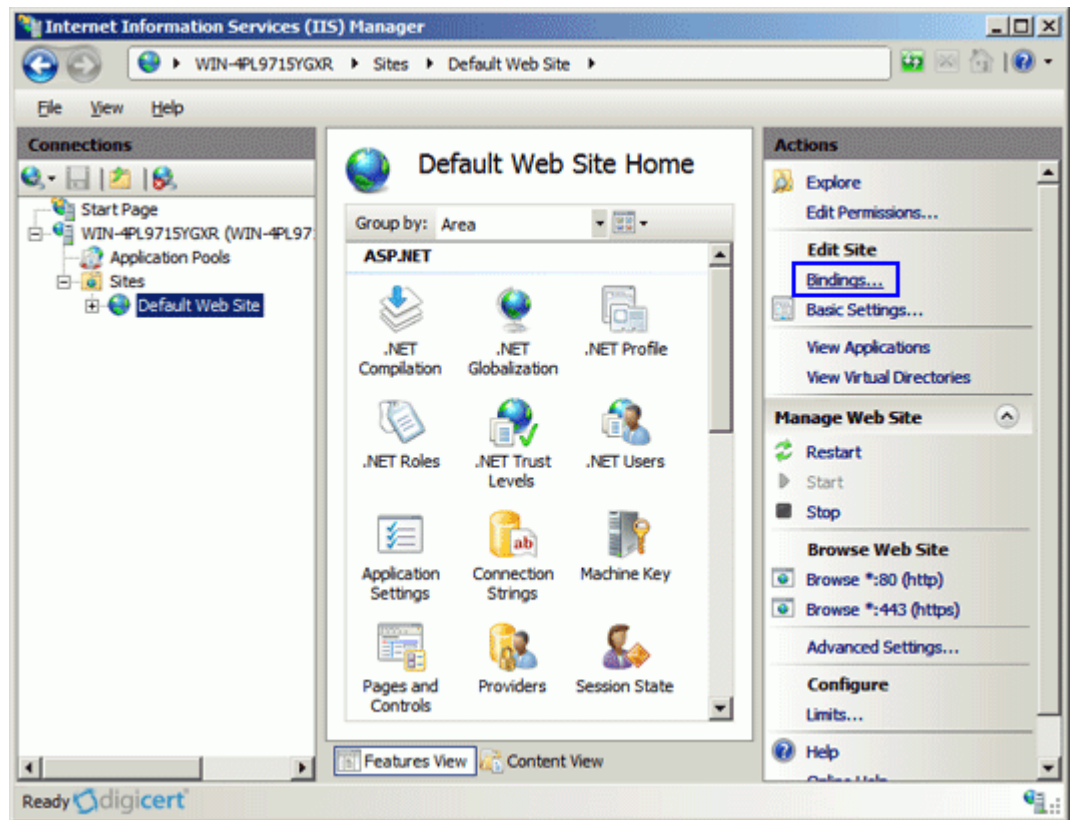 Internet Information Services (IIS) Manager
WIN-4PL9715YGXR
Sites
Default Web Site
File View Help
Connections
Start Page
WIN-4PL9715YGXR (WIN-4PL97
Application Pools
Sites
Default Web Site
Default Web Site Home
Group by: Area
ASP.NET
.NET
Compilation
.NET
Globalization
.NET Profile
.NET Roles
.NET Trust
Levels
.NET Users
Application
Settings
ab
Connection
Strings
Machine Key
Pages and
Controls
Providers
Session State
Features View
Content View
Actions
Explore
Edit Permissions...
Edit Site
Bindings...
Basic Settings...
View Applications
View Virtual Directories
Manage Web Site
Restart
Start
Stop
Browse Web Site
Browse *:80 (http)
Browse *:443 (https)
Advanced Settings...
Configure
Limits...
Help
Online Help
Ready
digicert